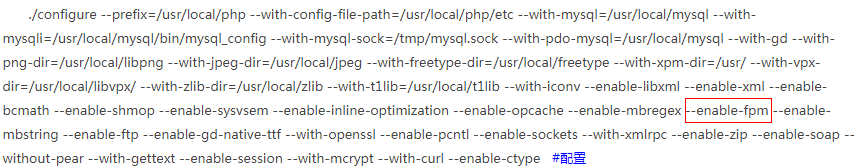 ./configure --prefix=/usr/local/php --with-config-file-path=/usr/local/php/etc --with-mysql=/usr/local/mysql --with-
mysqli=/usr/local/mysql/bin/mysql_config --with-mysql-sock=/tmp/mysql.sock --with-pdo-mysql=/usr/local/mysql --with-gd --with-
png-dir=/usr/local/libpng --with-jpeg-dir=/usr/local/jpeg --with-freetype-dir=/usr/local/freetype --with-xpm-dir=/usr/ --with-vpx-
dir=/usr/local/libvpx/ --with-zlib-dir=/usr/local/zlib --with-t1lib=/usr/local/t1lib --with-iconv --enable-libxml --enable-xml --enable-
bcmath --enable-shmop --enable-sysvsem --enable-inline-optimization --enable-opcache --enable-mbregex --enable-fpm --enable-
mbstring --enable-ftp --enable-gd-native-ttf --with-openssl --enable-pcntl --enable-sockets --with-xmlrpc --enable-zip --enable-soap --
without-pear --with-gettext --enable-session --with-mcrypt --with-curl --enable-ctype #配置